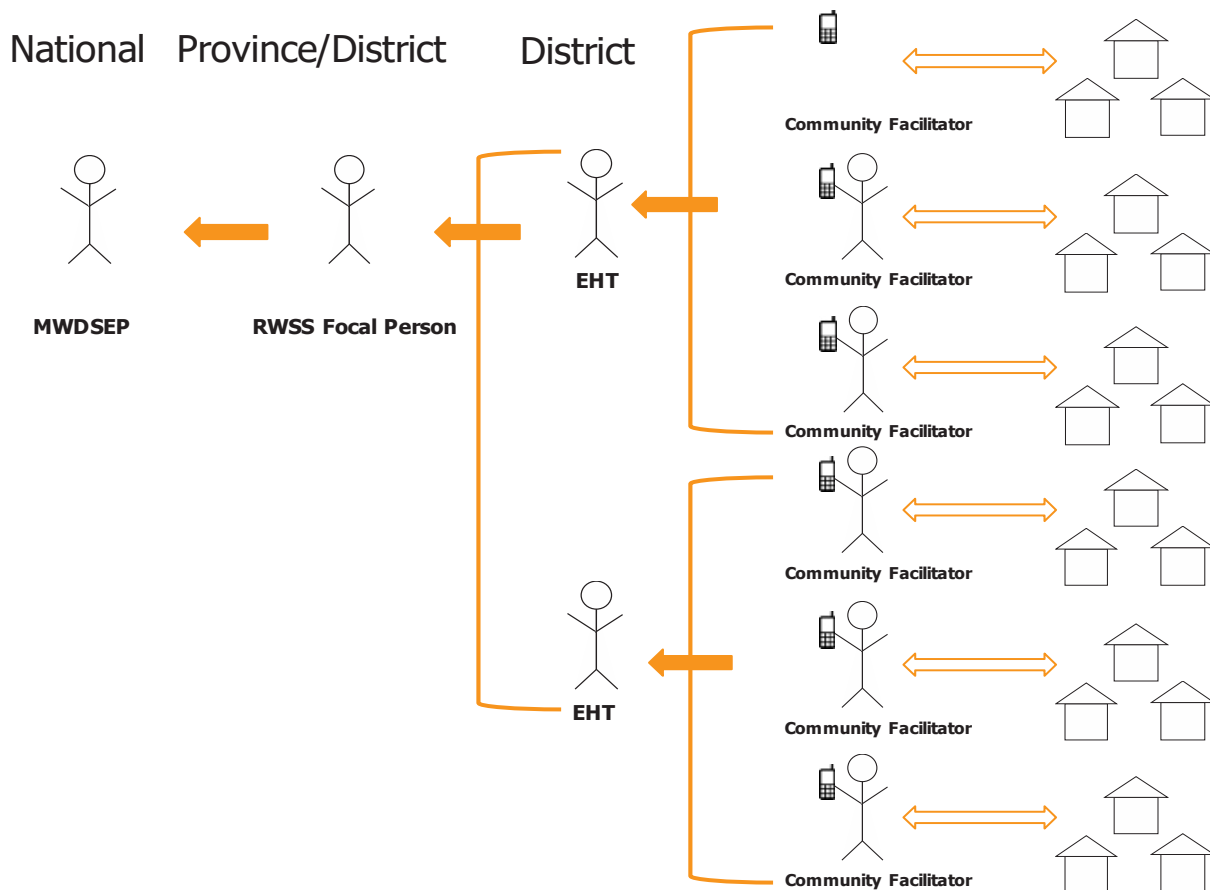 National Province/District District
Community Facilitator
Community Facilitator
EHT
MWDSEP RWSS Focal Person
Community Facilitator
Community Facilitator
EHT
Community Facilitator
Community Facilitator